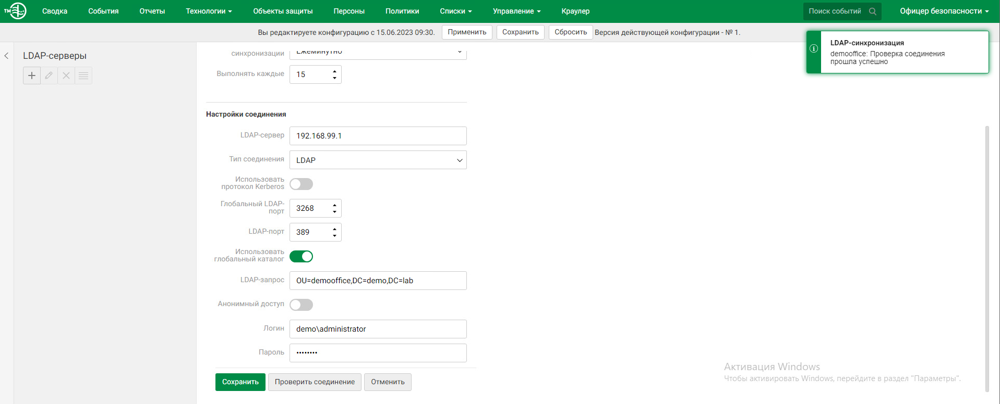 TM
Сводка
События
Отчеты
Технологии
Объекты защиты
Персоны
Политики
Списки
Управление
Краулер
Поиск событий
Офицер безопасности
Вы редактируете конфигурацию с 15.06.2023 09:30.
Применить
Сохранить
Сбросить
Версия действующей конфигурации - № 1.
LDAP-синхронизация
demooffice: Проверка соединения
прошла успешно
LDAP-серверы
синхронизации
Ежеминутно
Выполнять каждые
15
Настройки соединения
LDAP-сервер
192.168.99.1
Тип соединения
LDAP
Использовать
протокол Kerberos
Глобальный LDAP-
порт
3268
LDAP-порт
389
Использовать
глобальный каталог
LDAP-запрос
OU=demooffice,DC=demo,DC=lab
Анонимный доступ
Логин
demo\administrator
Пароль
••••••••
Сохранить
Проверить соединение
Отменить
Активация Windows
Чтобы активировать Windows, перейдите в раздел "Параметры".